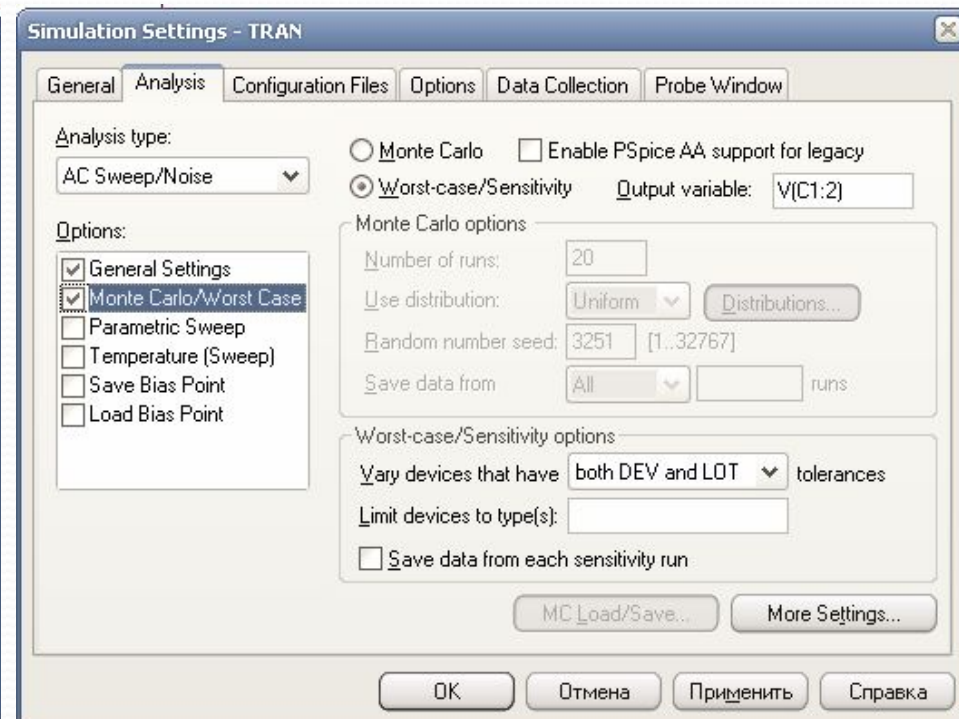 Simulation Settings - TRAN
General Analysis Configuration Files Options Data Collection Probe Window
Analysis type:
AC Sweep/Noise
Options:
General Settings
Monte Carlo/Worst Case
Parametric Sweep
Temperature (Sweep)
Save Bias Point
Load Bias Point
Monte Carlo Enable PSpice AA support for legacy
Worst-case/Sensitivity Output variable: V(C1:2)
Monte Carlo options
Number of runs: 20
Use distribution: Uniform Distributions...
Random number seed: 3251 [1..32767]
Save data from All runs
Worst-case/Sensitivity options
Vary devices that have both DEV and LOT tolerances
Limit devices to type(s):
Save data from each sensitivity run
MC Load/Save... More Settings...
OK Отмена Применить Справка